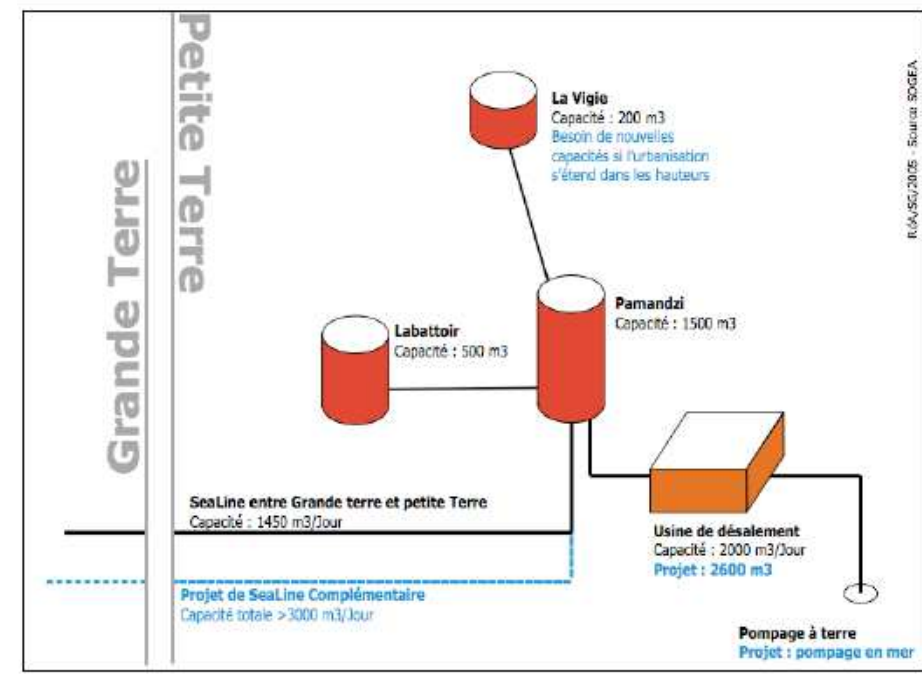 Grande Terre
Petite Terre
La Vigie
Capacité : 200 m3
Besoin de nouvelles
capacités si l'urbanisation
s'étend dans les hauteurs
Pamandzi
Capacité : 1500 m3
Labattoir
Capacité : 500 m3
SeaLine entre Grande terre et petite Terre
Capacité : 1450 m3/Jour
Projet de SeaLine Complémentaire
Capacité totale >3000 m3/Jour
Usine de désalement
Capacité : 2000 m3/Jour
Projet : 2600 m3
Pompage à terre
Projet : pompage en mer
/SG/2005 - Source SOGEA